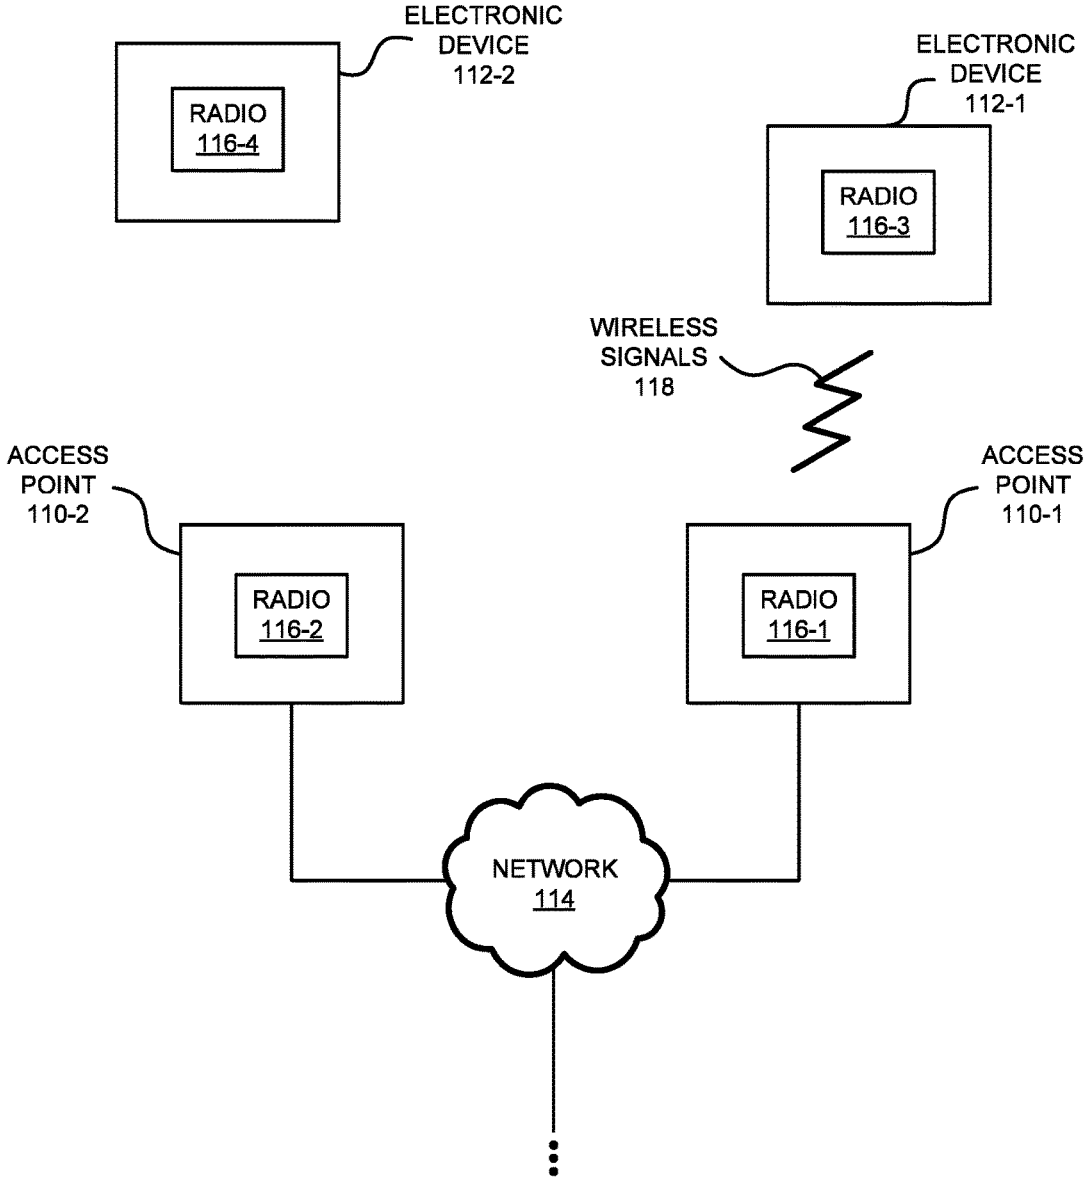 ELECTRONIC
DEVICE
112-2
RADIO
116-4
ELECTRONIC
DEVICE
112-1
RADIO
116-3
WIRELESS
SIGNALS
118
ACCESS
POINT
110-2
RADIO
116-2
ACCESS
POINT
110-1
RADIO
116-1
NETWORK
114